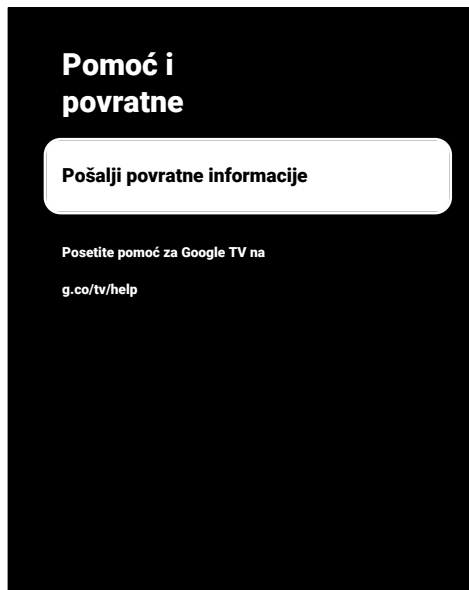 Pomoć i
povratne
Pošalji povratne informacije
Posetite pomoć za Google TV na
g.co/tv/help